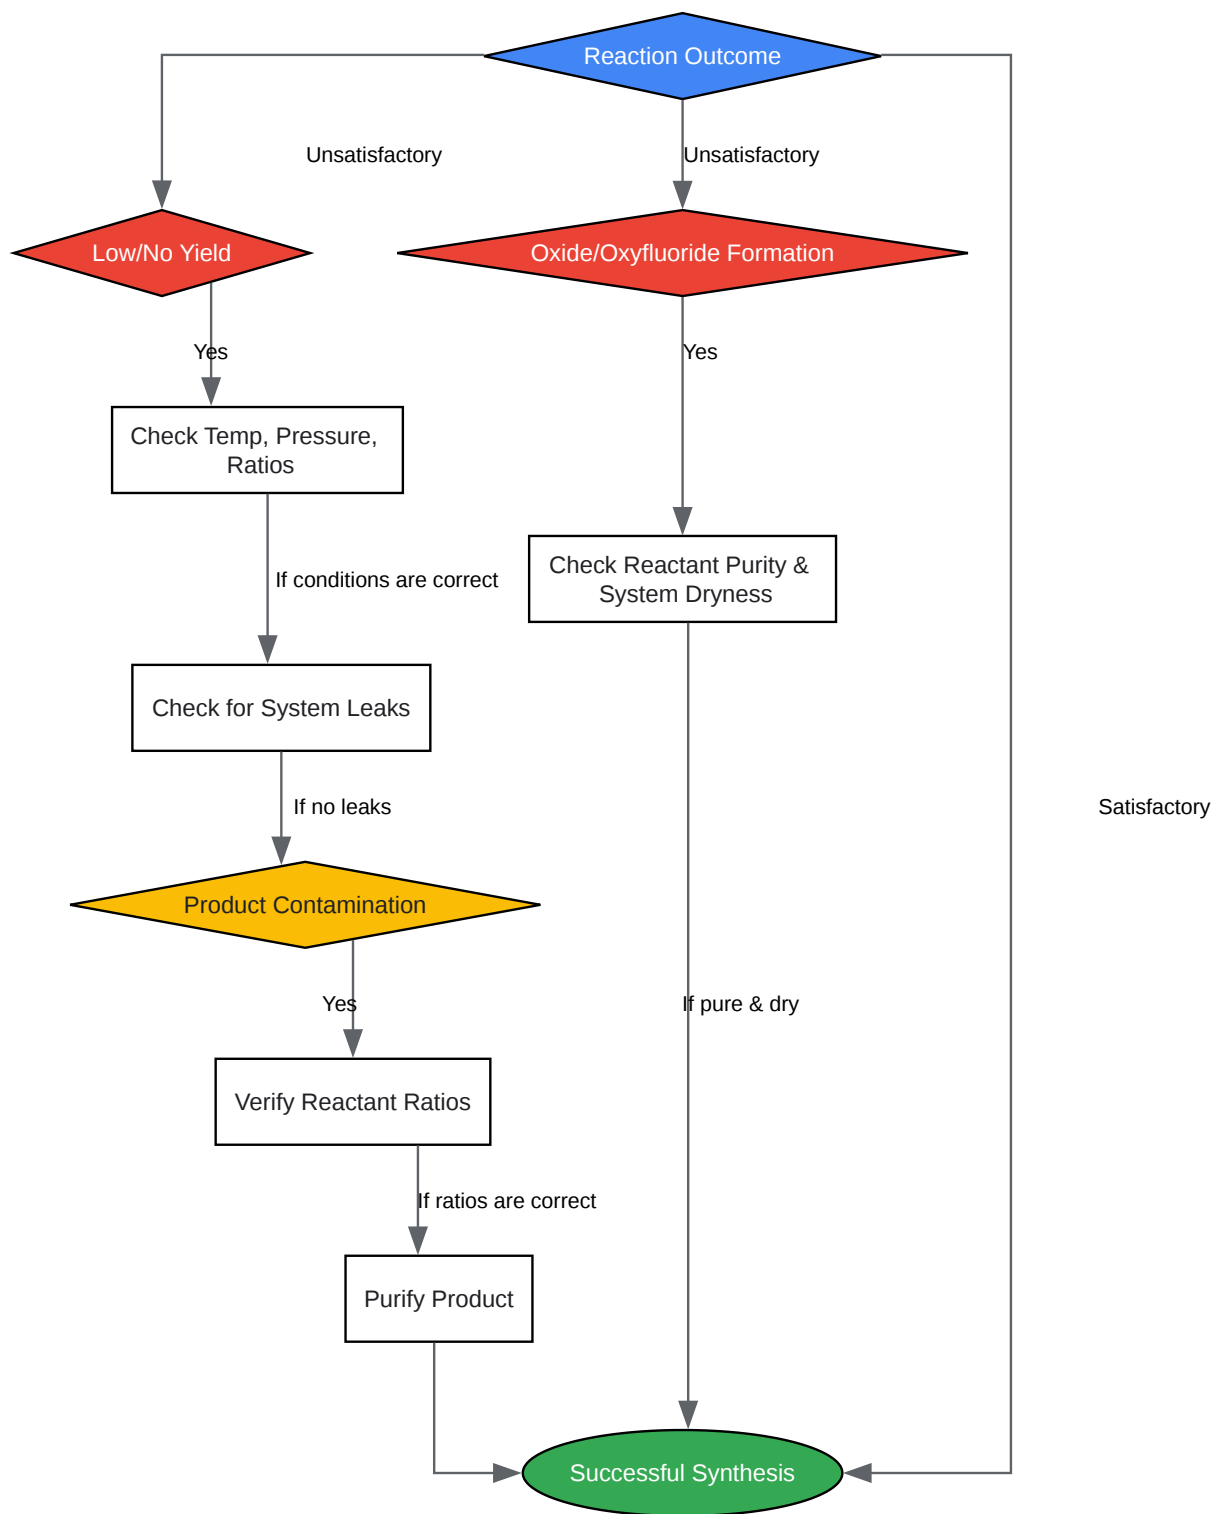 Reaction Outcome
Unsatisfactory
Unsatisfactory
Low/No Yield
Oxide/Oxyfluoride Formation
Yes
Yes
Check Temp, Pressure,
Ratios
Check Reactant Purity &
System Dryness
If conditions are correct
Check for System Leaks
If no leaks
Satisfactory
Product Contamination
Yes
If pure & dry
Verify Reactant Ratios
If ratios are correct
Purify Product
Successful Synthesis